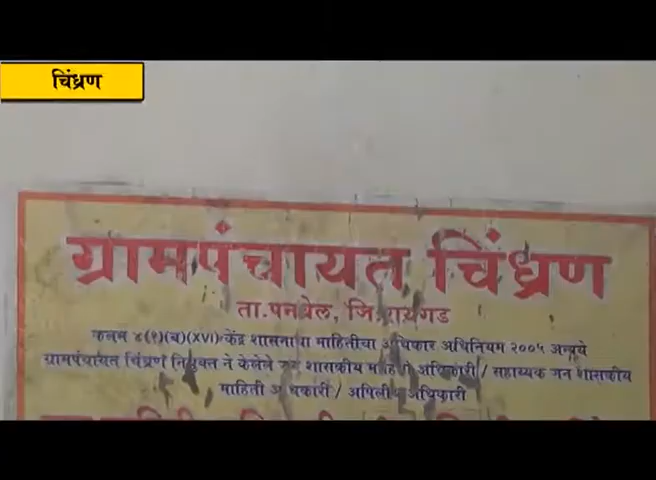 चिंध्रण
ग्रामपंचायत चिंध्रण
ता.पनवेल, जि.रायगड
कलम ४(१)(ब)(XVI) केंद्र शासनाचा माहितीचा अधिकार अधिनियम २००५ अन्वये
ग्रामपंचायत चिंध्रण नियुक्त ने केलेले जन शासकीय माहिती अधिकारी / सहाय्यक जन शासकीय
माहिती अधिकारी / अपिलीय अधिकारी